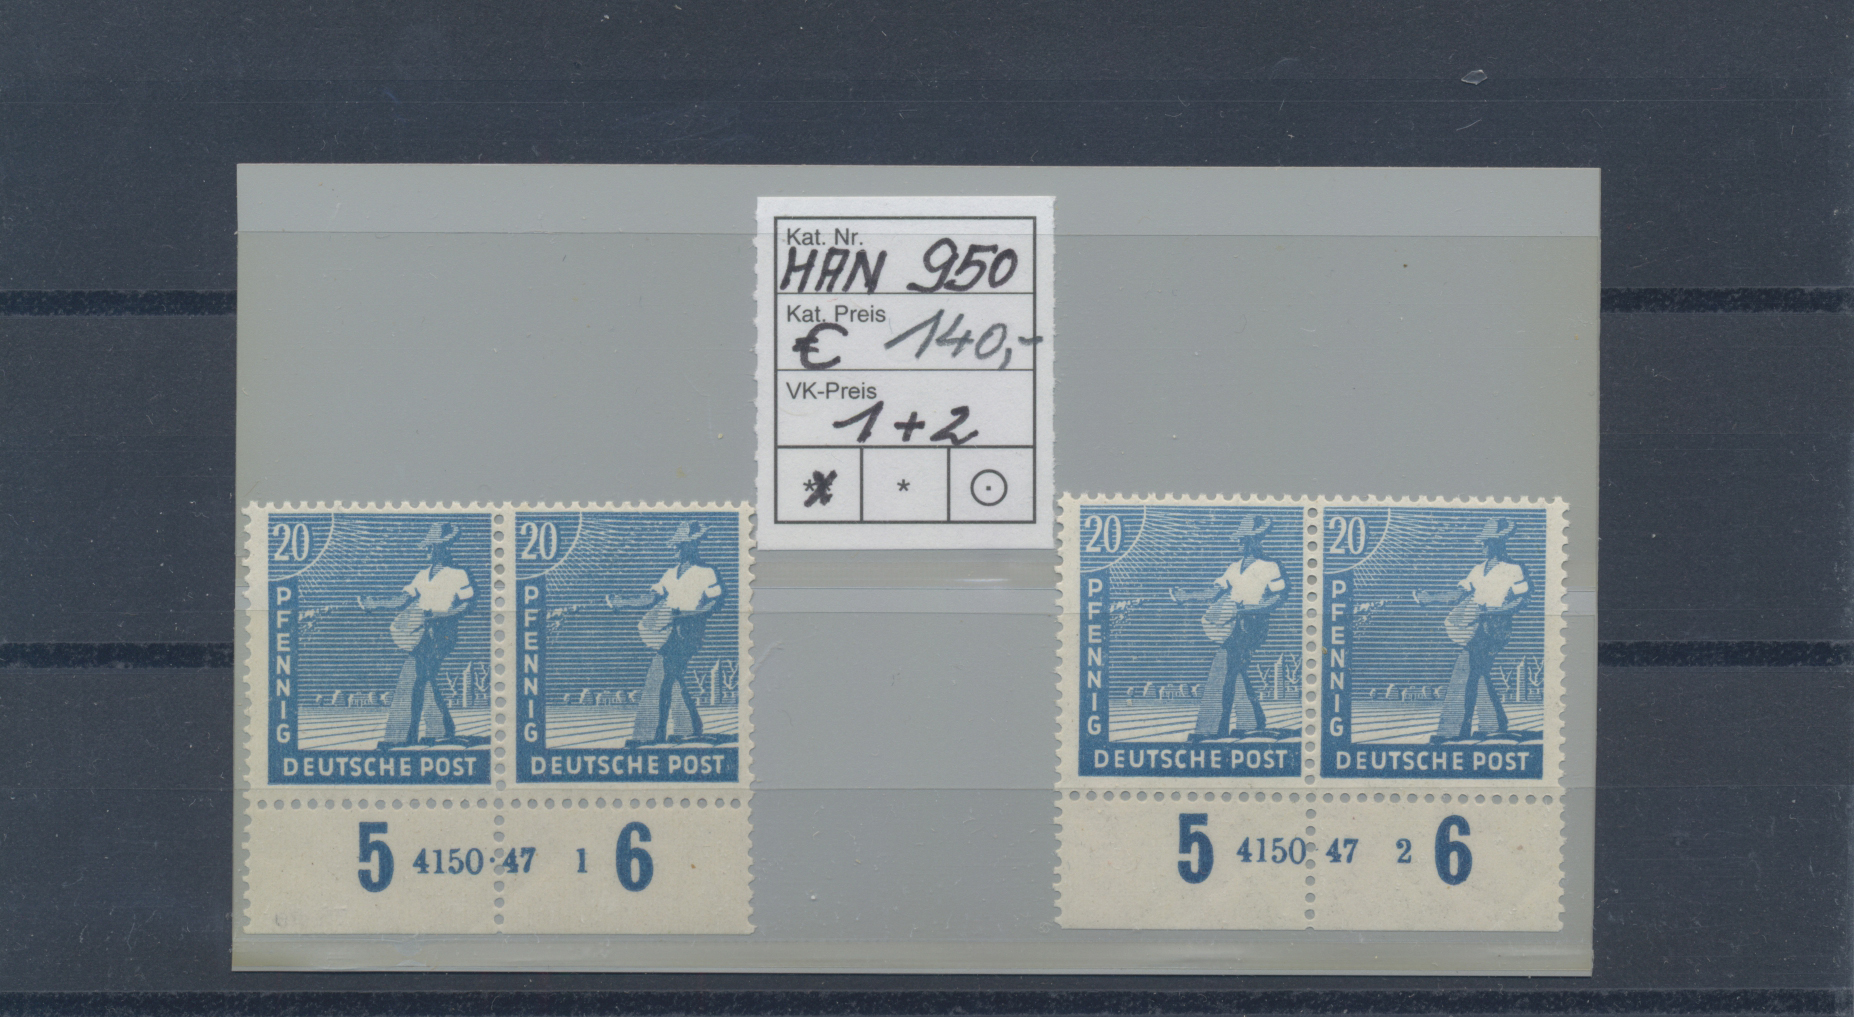 Kat. Nr.
HAN 950
Kat. Preis
€ 140,-
VK-Preis
1 + 2
** * ⊙
20 20
PFENNIG PFENNIG
DEUTSCHE POST DEUTSCHE POST
5 4150·47 1 6
20 20
PFENNIG PFENNIG
DEUTSCHE POST DEUTSCHE POST
5 4150 47 2 6